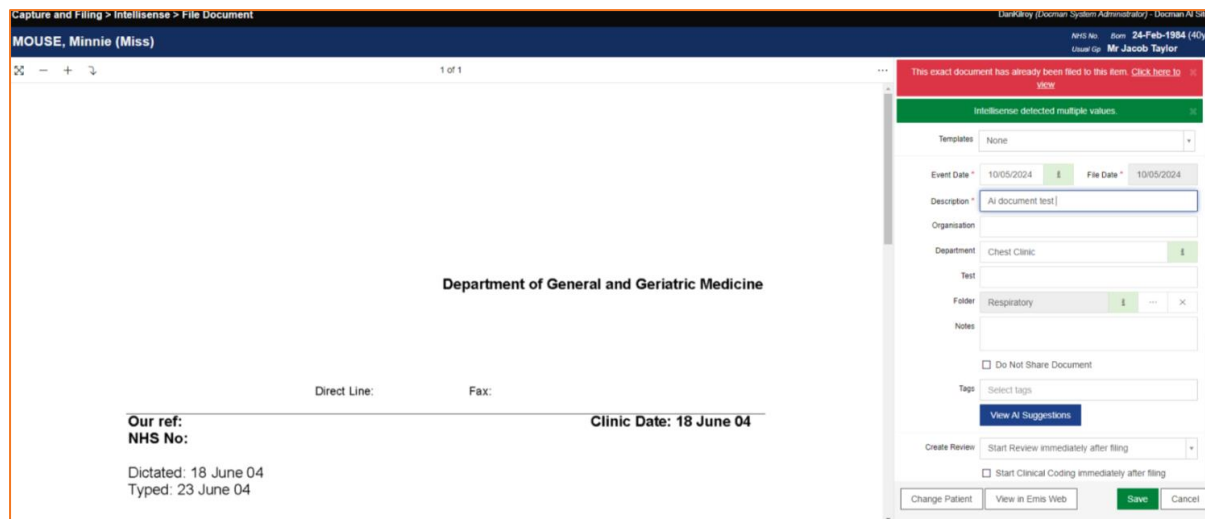 Capture and Filing > Intellisense > File Document
DanKilroy (Docman System Administrator) - Docman AI Sit
MOUSE, Minnie (Miss)
NHS No. Born 24-Feb-1984 (40y
Usual Gp Mr Jacob Taylor
1 of 1
This exact document has already been filed to this item. Click here to
view
Intellisense detected multiple values.
Templates None
Event Date * 10/05/2024 File Date * 10/05/2024
Description * Ai document test
Organisation
Department Chest Clinic
Test
Folder Respiratory
Notes
Do Not Share Document
Tags Select tags
View AI Suggestions
Create Review Start Review immediately after filing
Start Clinical Coding immediately after filing
Change Patient View in Emis Web Save Cancel
Department of General and Geriatric Medicine
Direct Line: Fax:
Our ref: Clinic Date: 18 June 04
NHS No:
Dictated: 18 June 04
Typed: 23 June 04